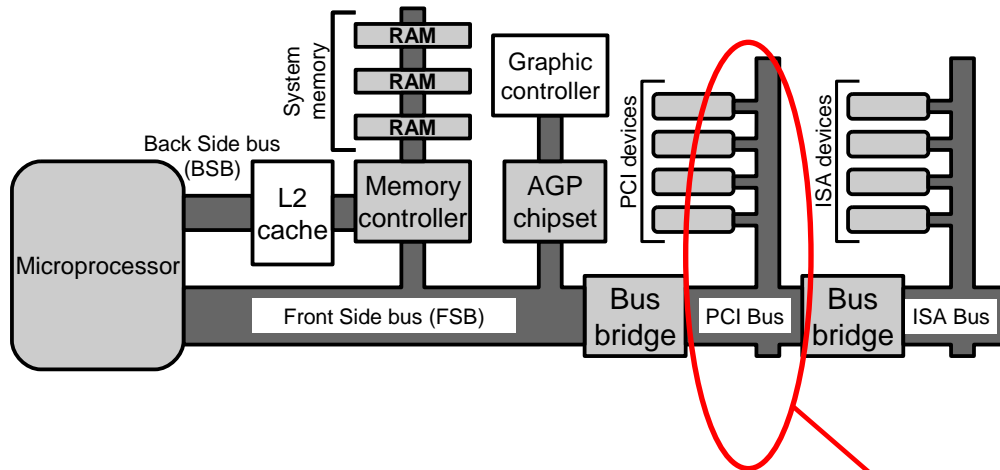 RAM
RAM
RAM
System
memory
Graphic
controller
PCI devices
ISA devices
Back Side bus
(BSB)
L2
cache
Memory
controller
AGP
chipset
Microprocessor
Front Side bus (FSB)
Bus
bridge
PCI Bus
Bus
bridge
ISA Bus